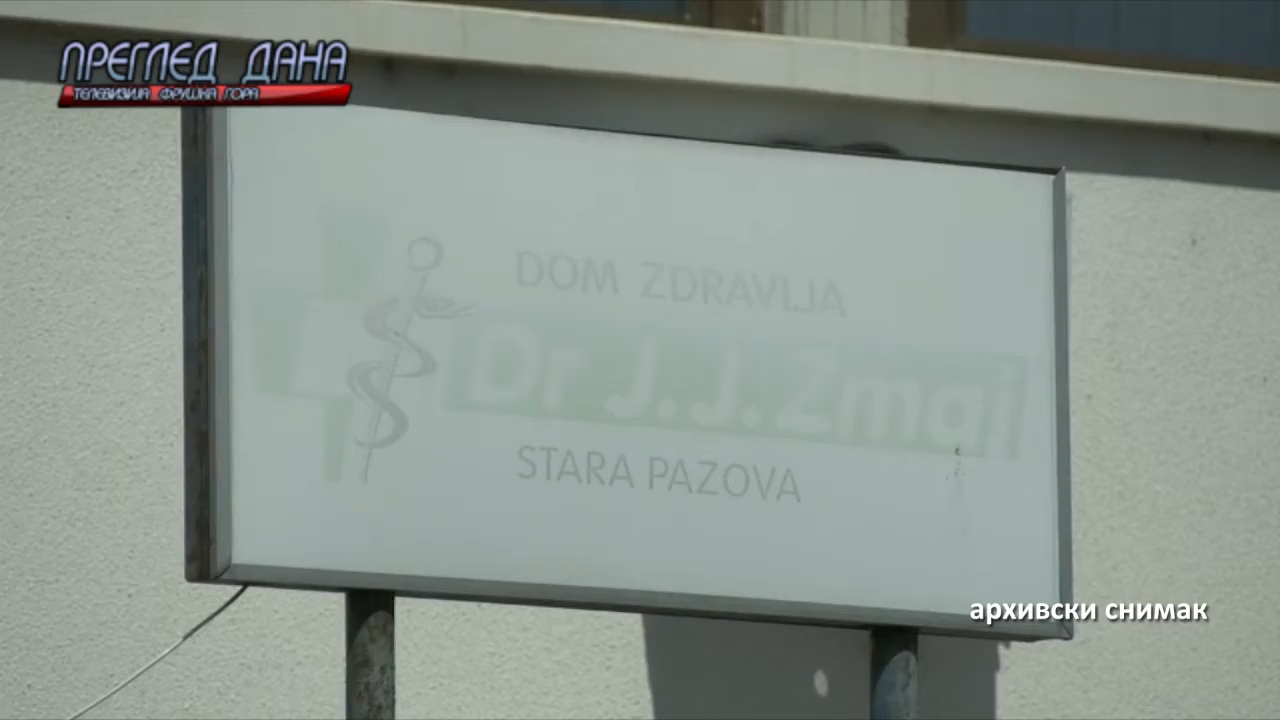 ПРЕГЛЕД ДАНА
ТЕЛЕВИЗИЈА ФРУШКА ГОРА
DOM ZDRAVLJA
Dr J.J.Zmaj
STARA PAZOVA
архивски снимак